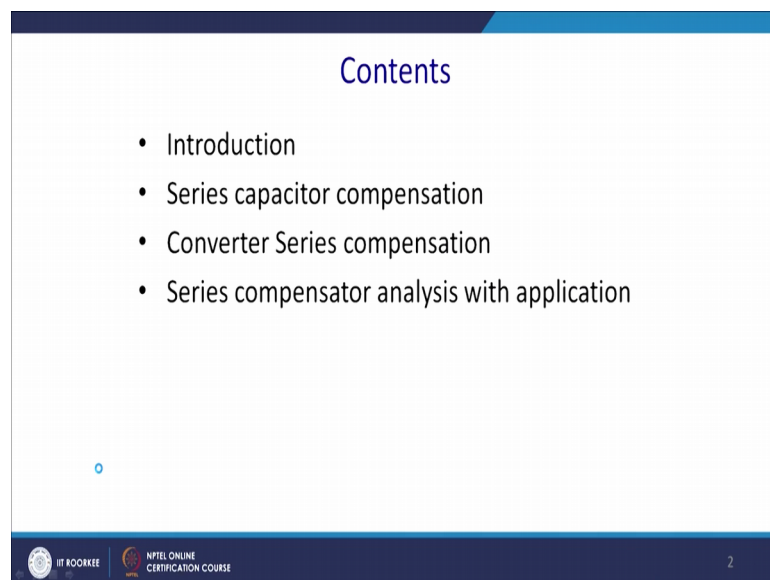 Contents
• Introduction
• Series capacitor compensation
• Converter Series compensation
• Series compensator analysis with application
IIT ROORKEE
NPTEL ONLINE
CERTIFICATION COURSE
2